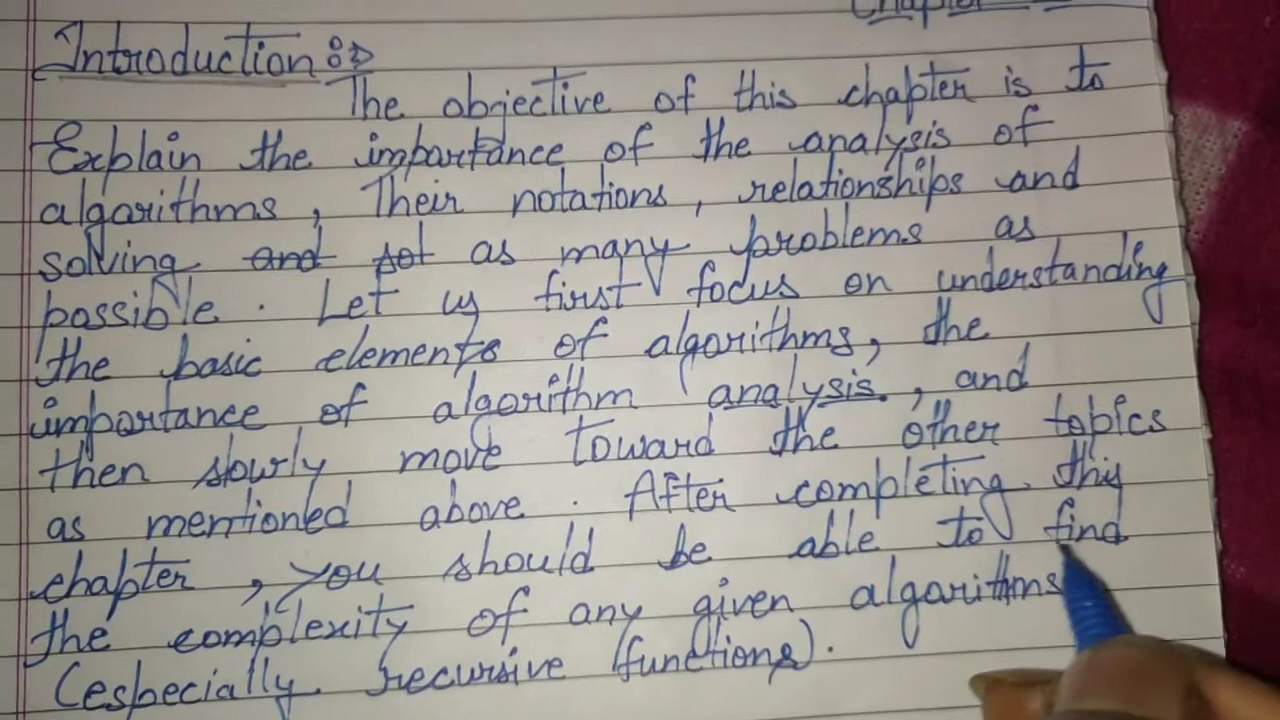 Chapter
Introduction :⇒
The objective of this chapter is to
Explain the importance of the analysis of
algorithms, Their notations, relationships and
solving and sol as many problems as
possible. Let us first focus on understanding
the basic elements of algorithms, the
importance of algorithm analysis, and
then slowly move toward the other topics
as mentioned above. After completing this
chapter, you should be able to find
the complexity of any given algorithms
(especially recursive functions).